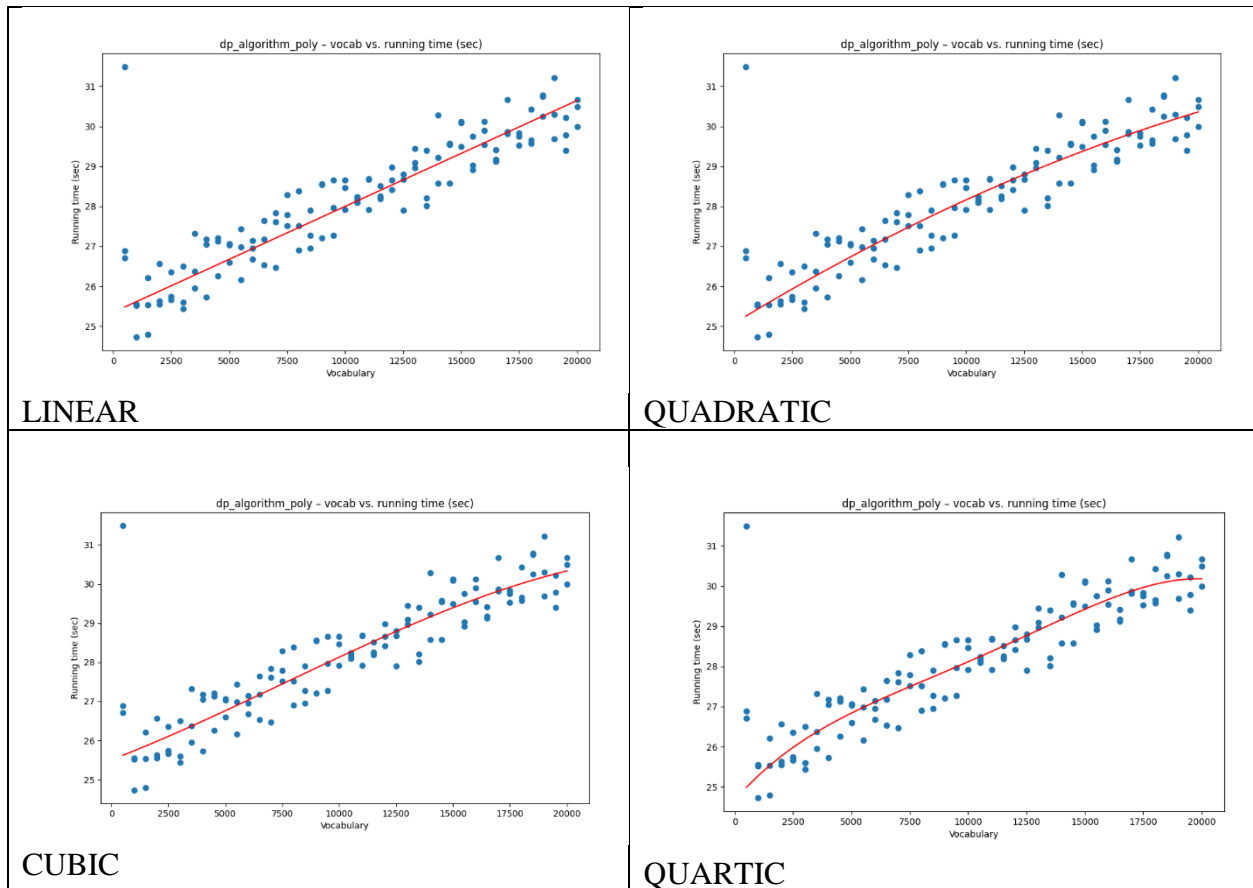 dp_algorithm_poly – vocab vs. running time (sec)
Running time (sec)
31
30
29
28
27
26
25
0 2500 5000 7500 10000 12500 15000 17500 20000
Vocabulary
LINEAR
dp_algorithm_poly – vocab vs. running time (sec)
Running time (sec)
31
30
29
28
27
26
25
0 2500 5000 7500 10000 12500 15000 17500 20000
Vocabulary
QUADRATIC
dp_algorithm_poly – vocab vs. running time (sec)
Running time (sec)
31
30
29
28
27
26
25
24
0 2500 5000 7500 10000 12500 15000 17500 20000
Vocabulary
CUBIC
dp_algorithm_poly – vocab vs. running time (sec)
Running time (sec)
31
30
29
28
27
26
25
0 2500 5000 7500 10000 12500 15000 17500 20000
Vocabulary
QUARTIC